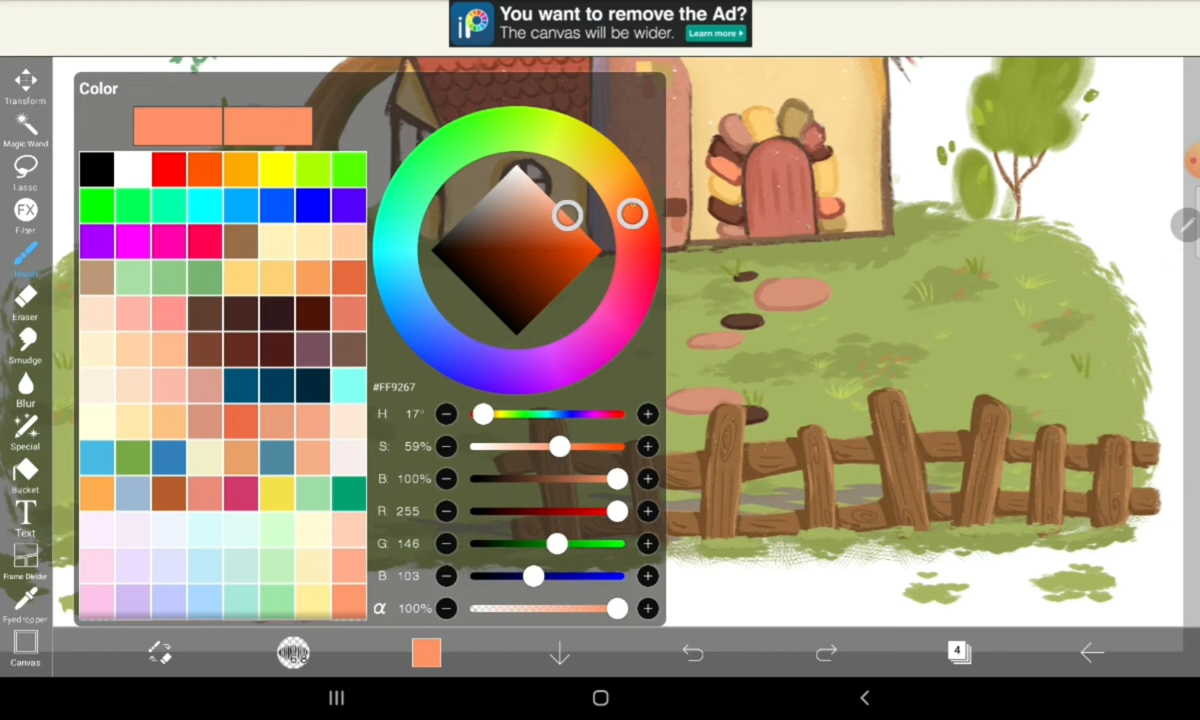 You want to remove the Ad?
The canvas will be wider. Learn more
Transform
Magic Wand
Lasso
FX
Filter
Brush
Eraser
Smudge
Blur
Special
Bucket
T
Text
Frame Divider
Eyedropper
Canvas
Color
#FF9267
H: 17°
S: 59%
B: 100%
R: 255
G: 146
B: 103
α 100%
6.8
4